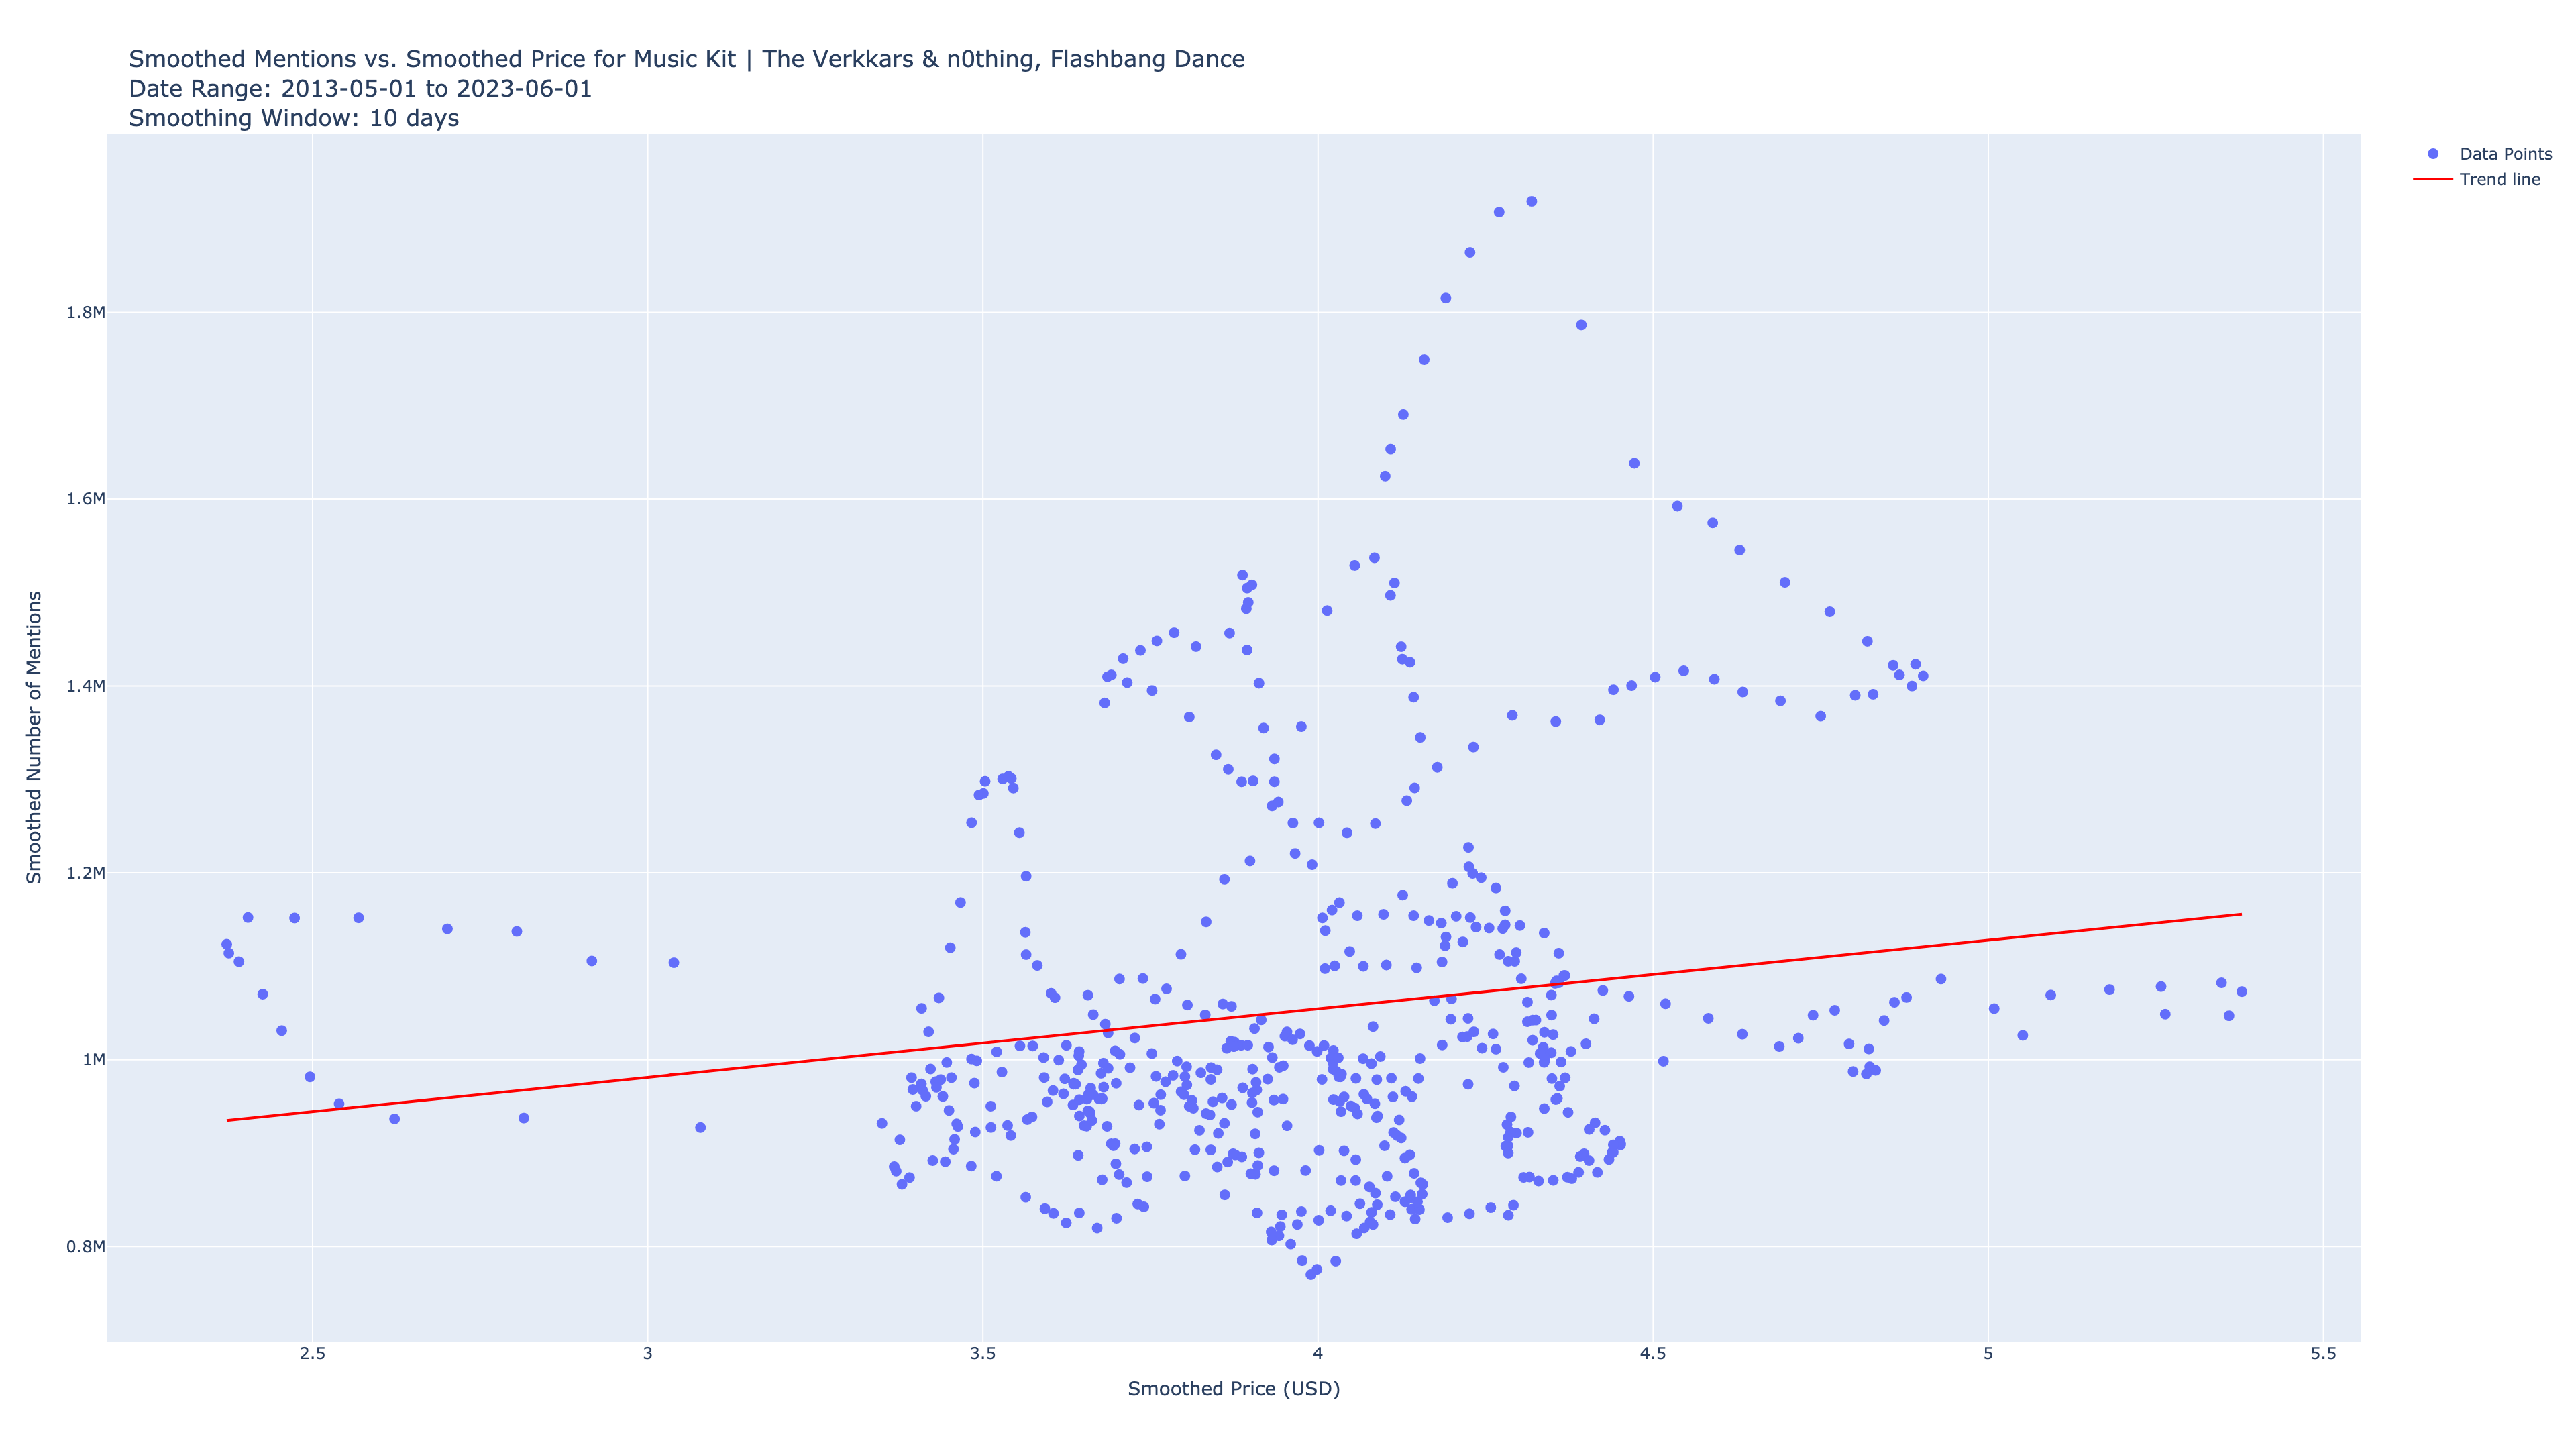 Smoothed Mentions vs. Smoothed Price for Music Kit | The Verkkars & n0thing, Flashbang Dance
Date Range: 2013-05-01 to 2023-06-01
Smoothing Window: 10 days
Data Points
Trend line
Smoothed Number of Mentions
1.8M
1.6M
1.4M
1.2M
1M
0.8M
2.5
3
3.5
4
4.5
5
5.5
Smoothed Price (USD)